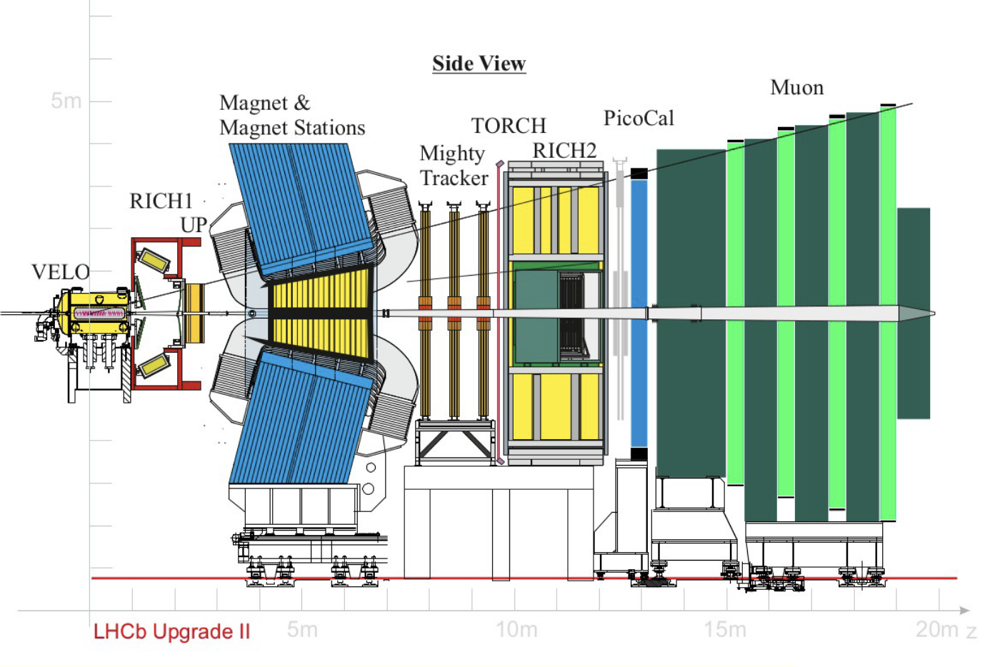 Side View
5m
Magnet &
Magnet Stations
Muon
TORCH
PicoCal
Mighty
Tracker
RICH2
RICH1
UP
VELO
LHCb Upgrade II
5m
10m
15m
20m z